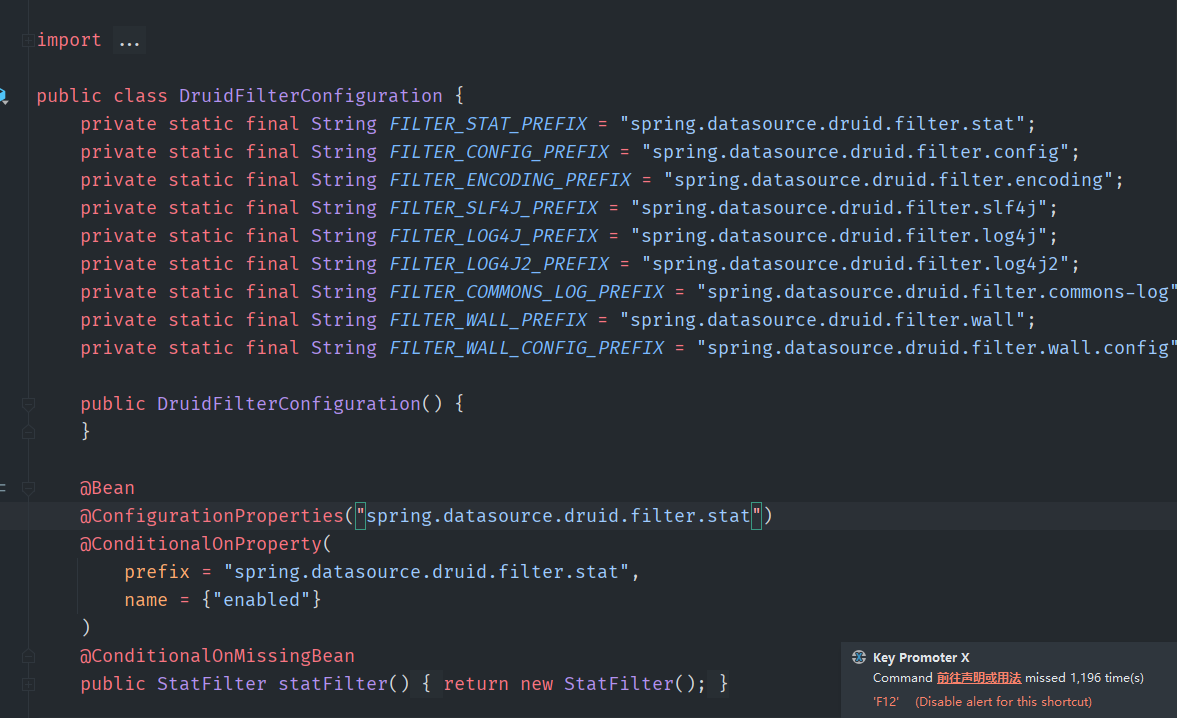 import ...
public class DruidFilterConfiguration {
private static final String FILTER_STAT_PREFIX = "spring.datasource.druid.filter.stat";
private static final String FILTER_CONFIG_PREFIX = "spring.datasource.druid.filter.config";
private static final String FILTER_ENCODING_PREFIX = "spring.datasource.druid.filter.encoding";
private static final String FILTER_SLF4J_PREFIX = "spring.datasource.druid.filter.slf4j";
private static final String FILTER_LOG4J_PREFIX = "spring.datasource.druid.filter.log4j";
private static final String FILTER_LOG4J2_PREFIX = "spring.datasource.druid.filter.log4j2";
private static final String FILTER_COMMONS_LOG_PREFIX = "spring.datasource.druid.filter.commons-log"
private static final String FILTER_WALL_PREFIX = "spring.datasource.druid.filter.wall";
private static final String FILTER_WALL_CONFIG_PREFIX = "spring.datasource.druid.filter.wall.config"
public DruidFilterConfiguration() {
}
@Bean
@ConfigurationProperties("spring.datasource.druid.filter.stat")
@ConditionalOnProperty(
prefix = "spring.datasource.druid.filter.stat",
name = {"enabled"}
)
@ConditionalOnMissingBean
public StatFilter statFilter() { return new StatFilter(); }
Key Promoter X
Command 前往声明或用法 missed 1,196 time(s)
'F12' (Disable alert for this shortcut)